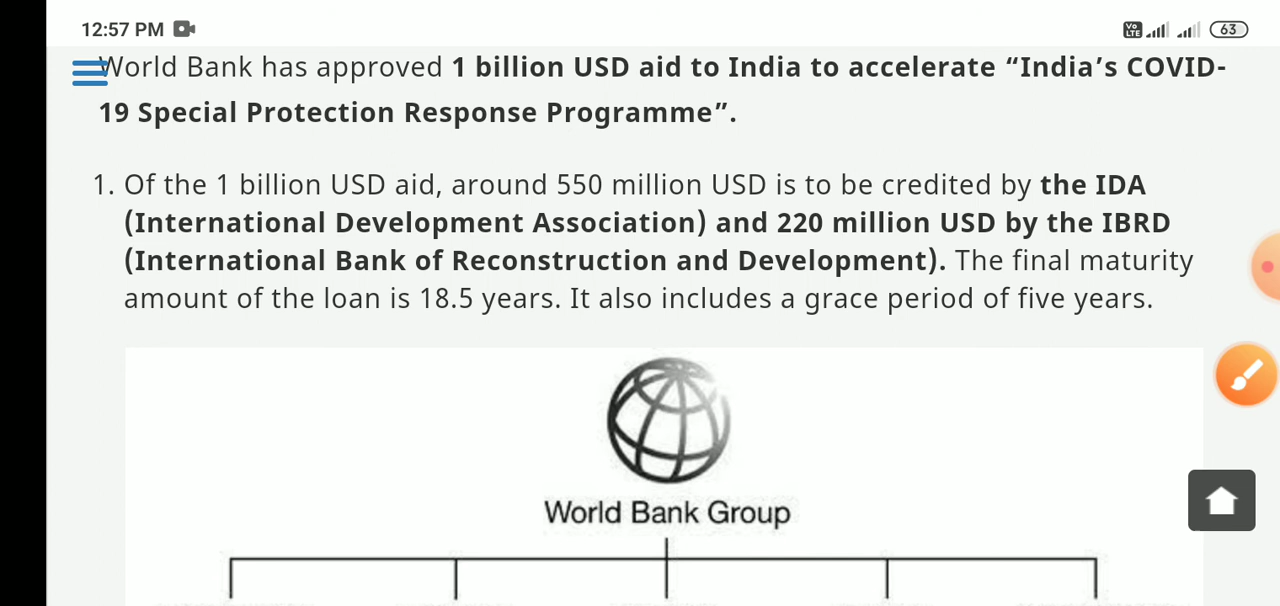 12:57 PM
Vo LTE
63
World Bank has approved 1 billion USD aid to India to accelerate “India’s COVID-
19 Special Protection Response Programme”.
1. Of the 1 billion USD aid, around 550 million USD is to be credited by the IDA
(International Development Association) and 220 million USD by the IBRD
(International Bank of Reconstruction and Development). The final maturity
amount of the loan is 18.5 years. It also includes a grace period of five years.
World Bank Group